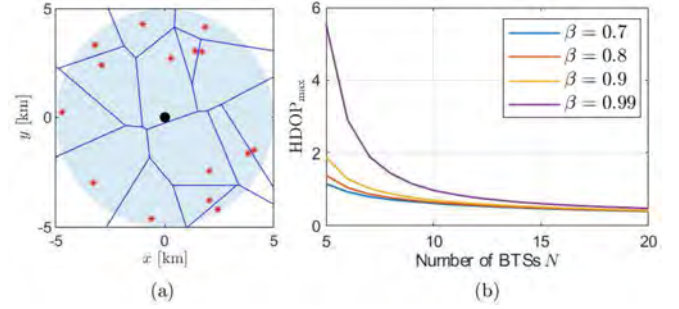 5
0
-5
y [km]
-5
0
5
x [km]
(a)
6
4
2
0
HDOPmax
5
10
15
20
Number of BTSs N
β = 0.7
β = 0.8
β = 0.9
β = 0.99
(b)